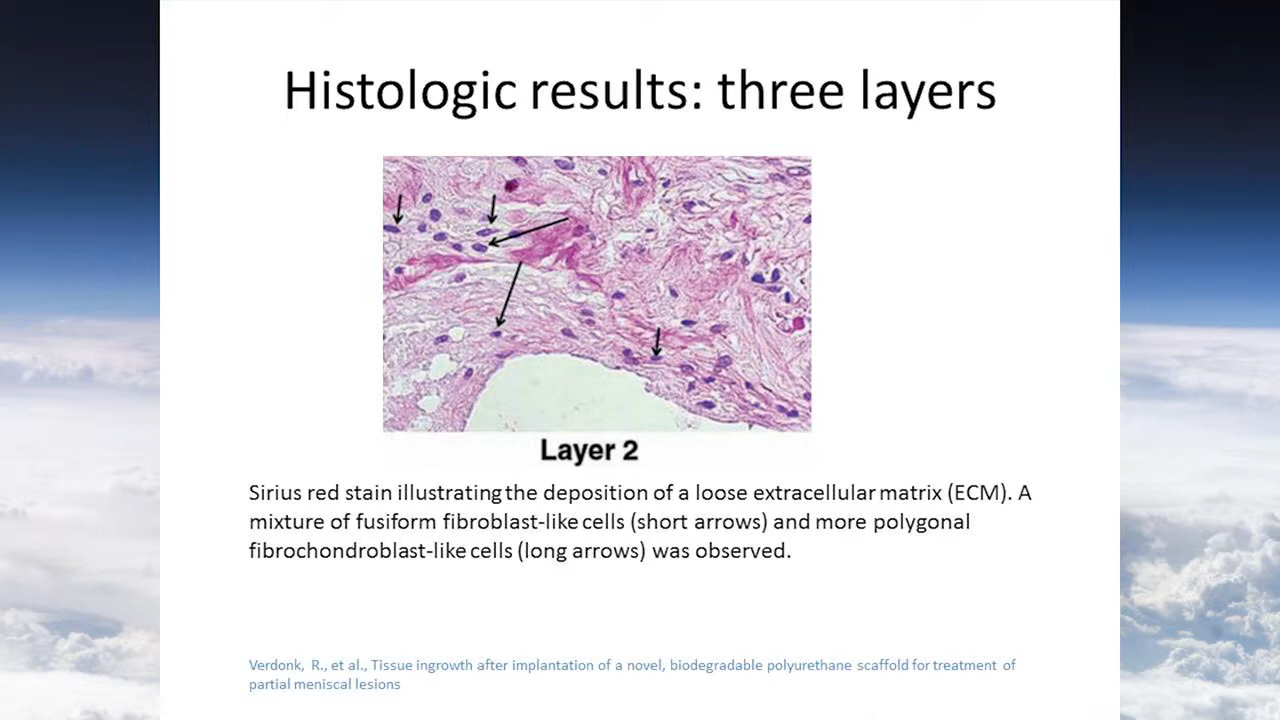 Histologic results: three layers
Layer 2
Sirius red stain illustrating the deposition of a loose extracellular matrix (ECM). A
mixture of fusiform fibroblast-like cells (short arrows) and more polygonal
fibrochondroblast-like cells (long arrows) was observed.
Verdonk, R., et al., Tissue ingrowth after implantation of a novel, biodegradable polyurethane scaffold for treatment of
partial meniscal lesions